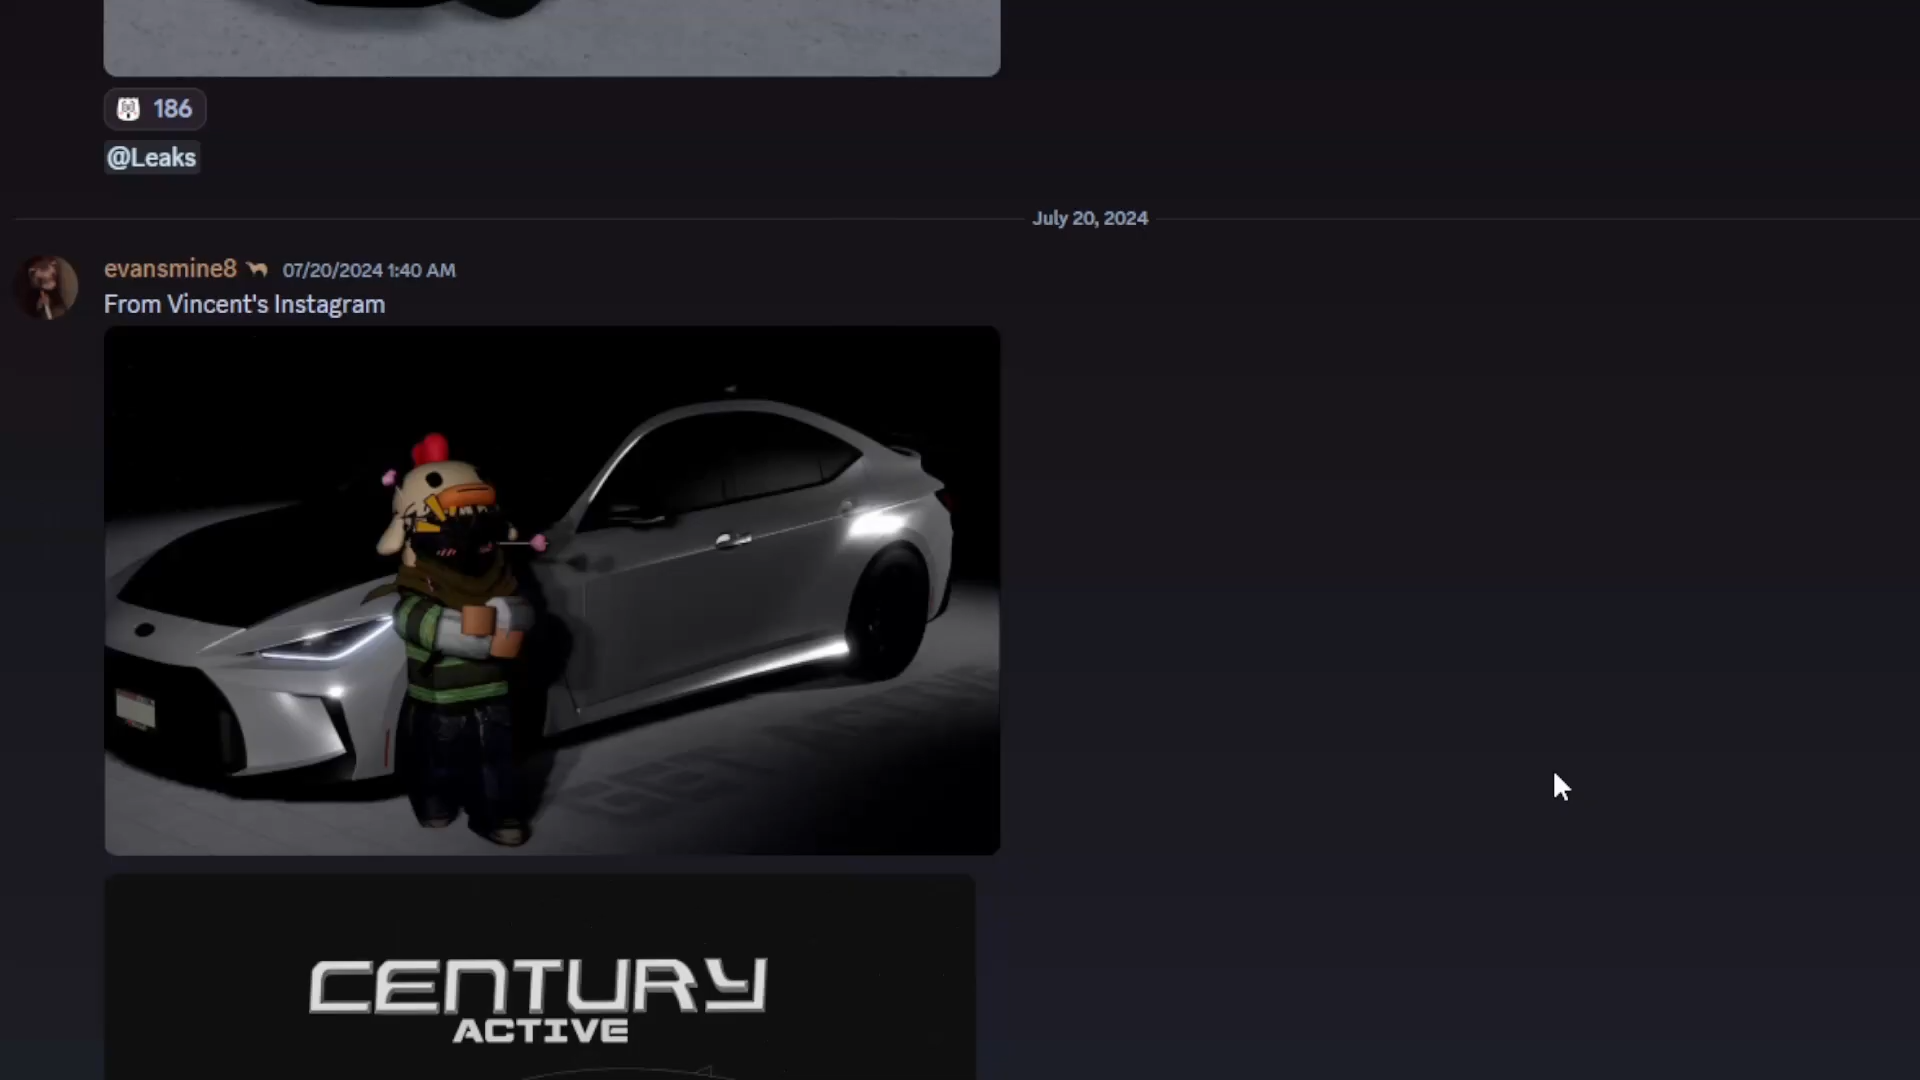 186
@Leaks
July 20, 2024
evansmine8 07/20/2024 1:40 AM
From Vincent's Instagram
CENTURY
ACTIVE